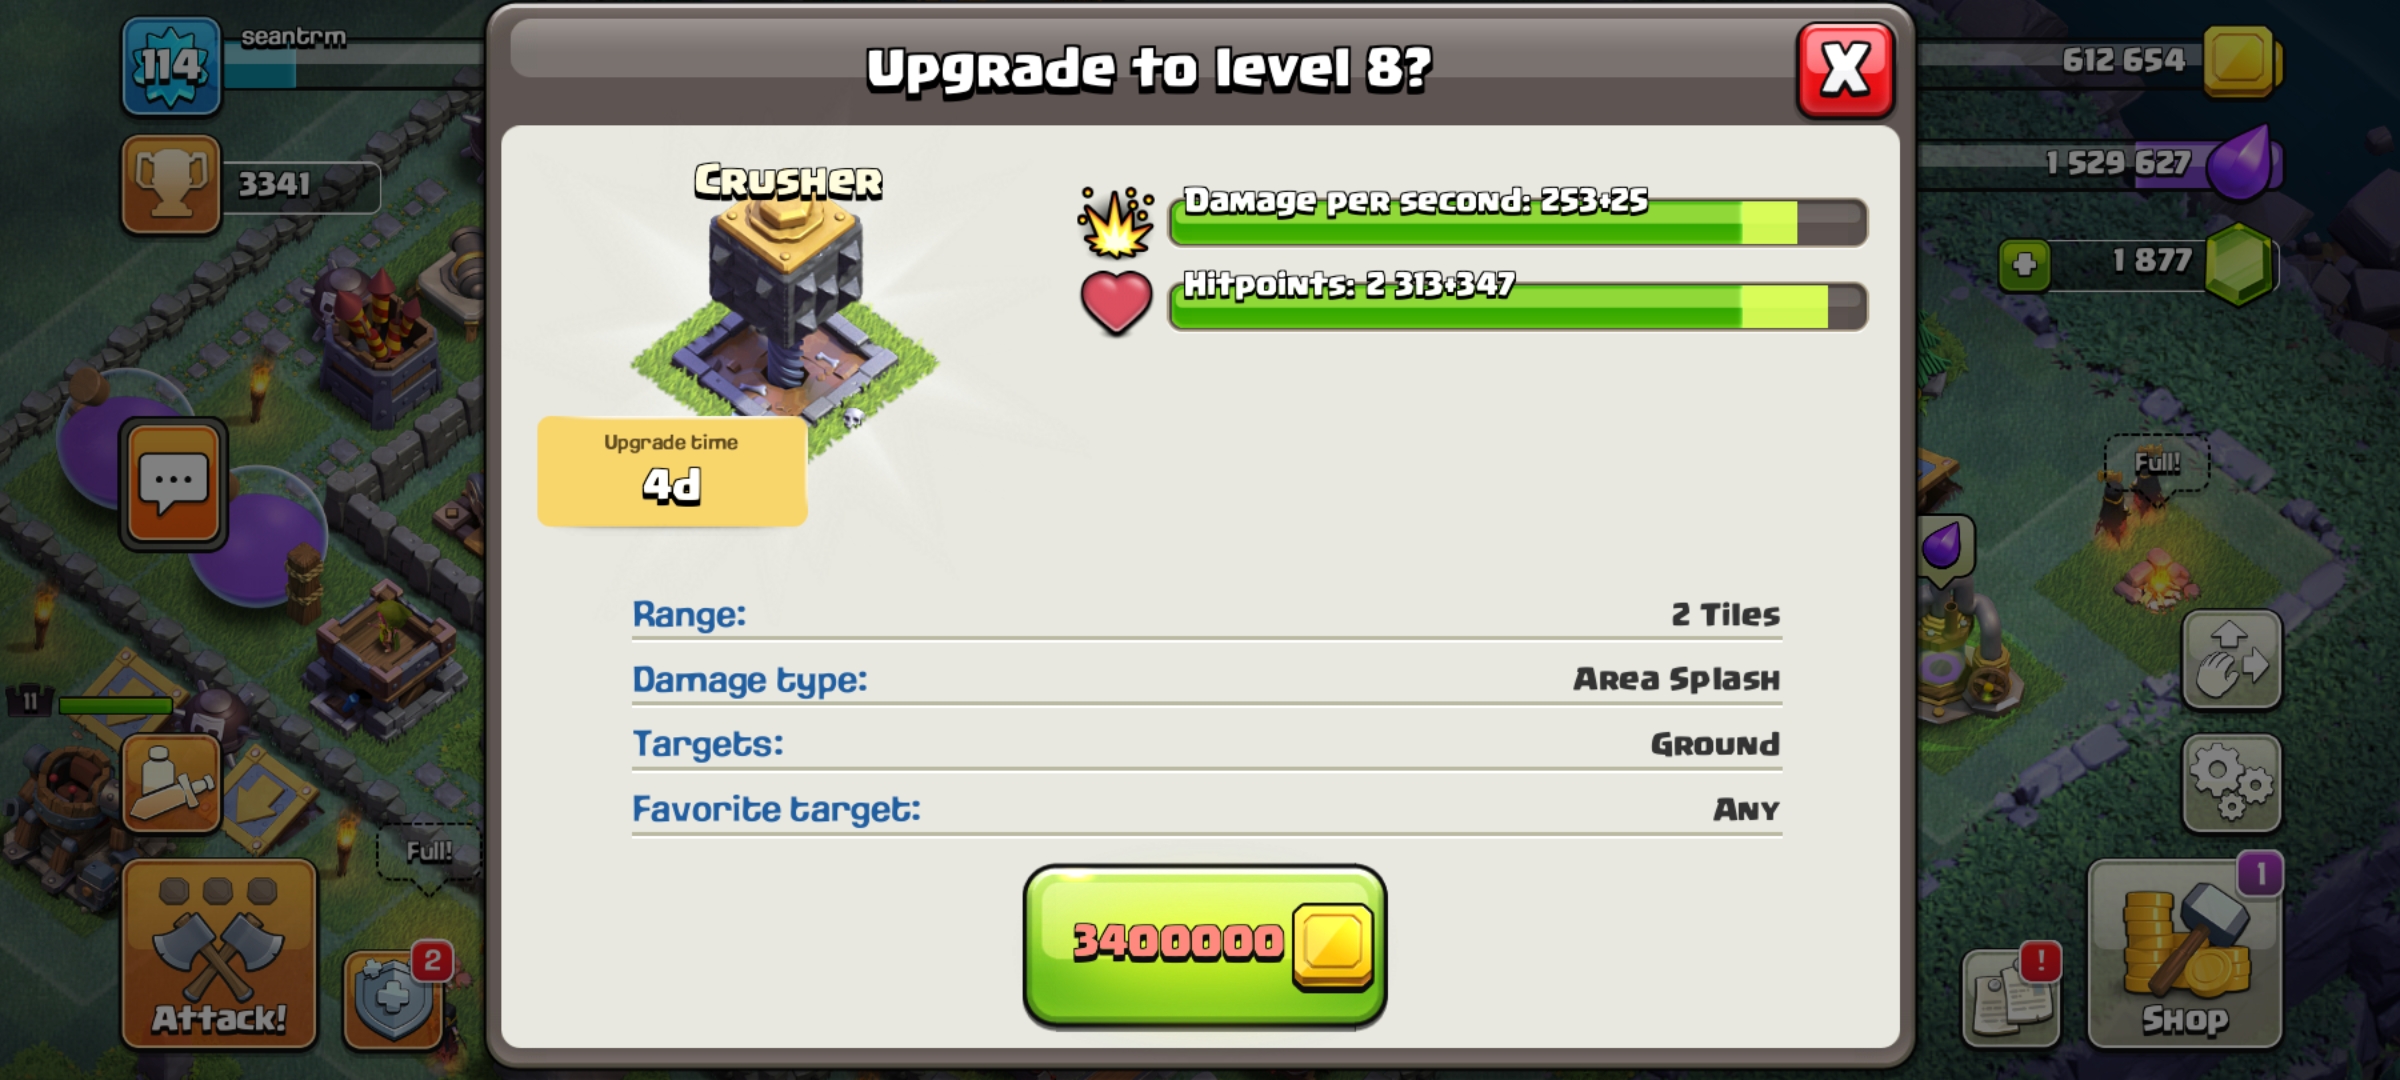 114
seantrm
3341
Upgrade to level 8?
X
612 654
1 529 627
1 877
Crusher
Damage per second: 253+25
Hitpoints: 2 313+347
Upgrade time
4d
Range: 2 Tiles
Damage type: Area Splash
Targets: Ground
Favorite target: Any
3400000
11
Full!
Full!
Attack!
2
!
1
Shop